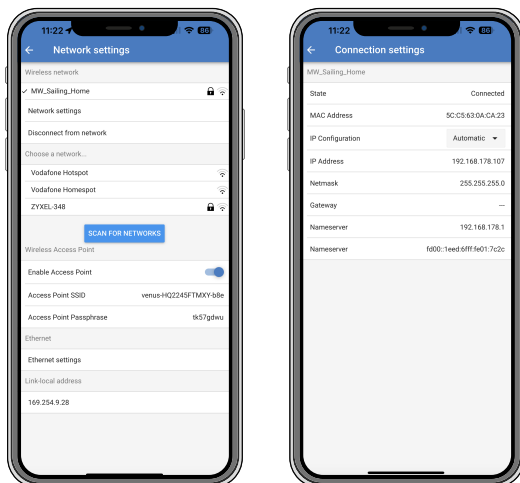 11:22
86
Network settings
Wireless network
MW_Sailing_Home
Network settings
Disconnect from network
Choose a network...
Vodafone Hotspot
Vodafone Homespot
ZYXEL-348
SCAN FOR NETWORKS
Wireless Access Point
Enable Access Point
Access Point SSID venus-HQ2245FTMXY-b8e
Access Point Passphrase tk57gdwu
Ethernet
Ethernet settings
Link-local address
169.254.9.28
11:22
86
Connection settings
MW_Sailing_Home
State Connected
MAC Address 5C:C5:63:0A:CA:23
IP Configuration Automatic
IP Address 192.168.178.107
Netmask 255.255.255.0
Gateway ---
Nameserver 192.168.178.1
Nameserver fd00::1eed:6fff:fe01:7c2c